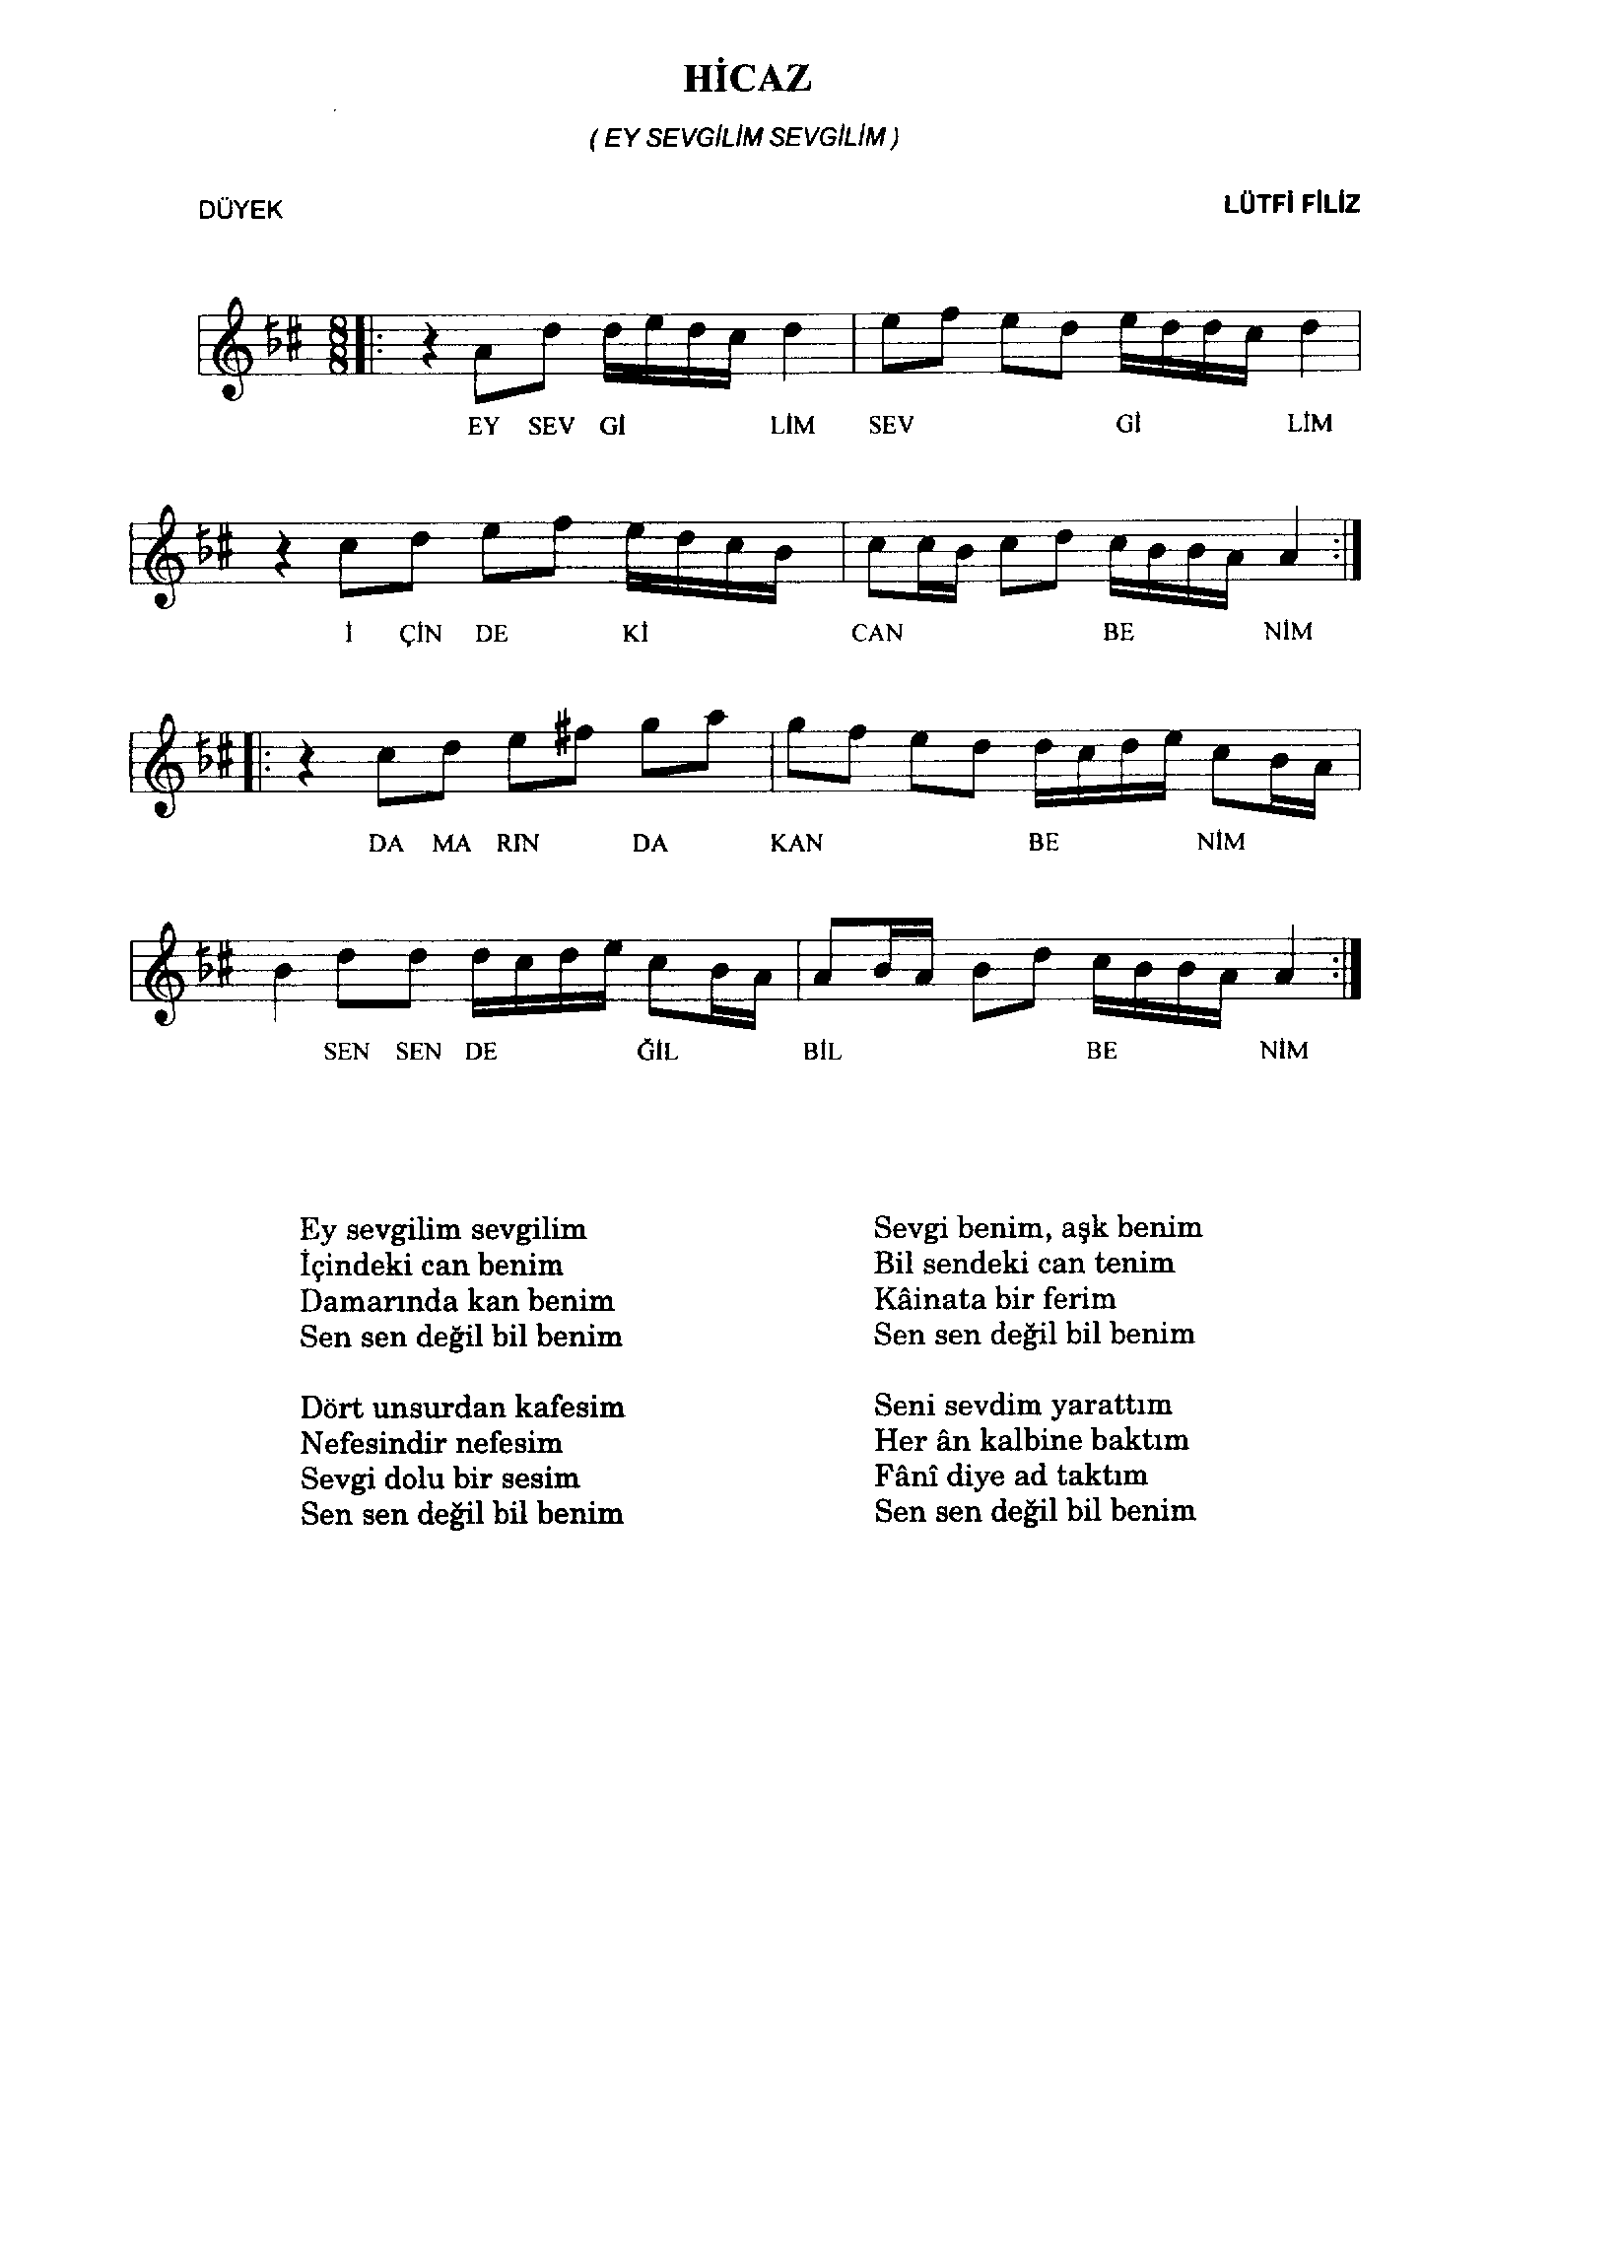 HİCAZ
( EY SEVGİLİM SEVGİLİM )
DÜYEK
LÜTFİ FİLİZ
8
8
8
EY SEV Gİ LİM SEV Gİ LİM
İ ÇİN DE Kİ CAN BE NİM
DA MA RIN DA KAN BE NİM
SEN SEN DE ĞİL BİL BE NİM
Ey sevgilim sevgilim
İçindeki can benim
Damarında kan benim
Sen sen değil bil benim
Dört unsurdan kafesim
Nefesindir nefesim
Sevgi dolu bir sesim
Sen sen değil bil benim
Sevgi benim, aşk benim
Bil sendeki can tenim
Kâinata bir ferim
Sen sen değil bil benim
Seni sevdim yarattım
Her ân kalbine baktım
Fânî diye ad taktım
Sen sen değil bil benim